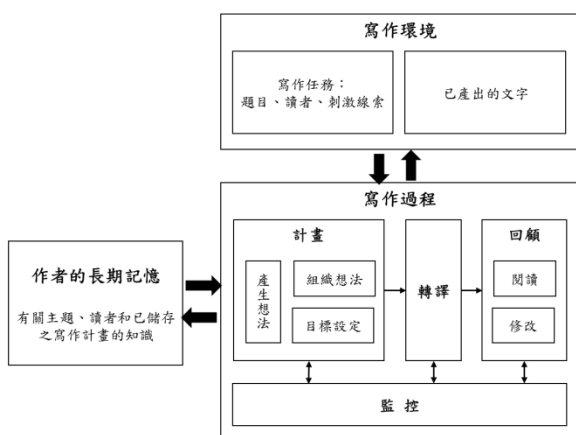 寫作環境
寫作任務：
題目、讀者、刺激線索
已產出的文字
寫作過程
計畫
產生想法
組織想法
目標設定
轉譯
回顧
閱讀
修改
監控
作者的長期記憶
有關主題、讀者和已儲存
之寫作計畫的知識